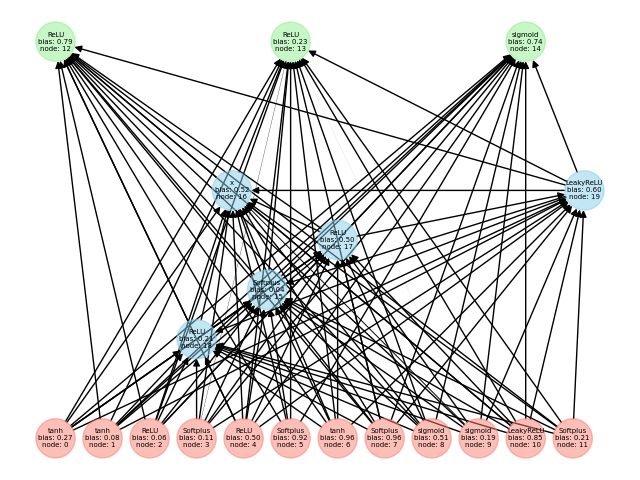 ReLU
bias: 0.79
node: 12
ReLU
bias: 0.23
node: 13
sigmoid
bias: 0.74
node: 14
x
bias: 0.52
node: 16
LeakyReLU
bias: 0.60
node: 19
ReLU
bias: 0.50
node: 17
Softplus
bias: 0.04
node: 15
ReLU
bias: 0.21
node: 18
tanh
bias: 0.27
node: 0
tanh
bias: 0.08
node: 1
ReLU
bias: 0.06
node: 2
Softplus
bias: 0.11
node: 3
ReLU
bias: 0.50
node: 4
Softplus
bias: 0.92
node: 5
tanh
bias: 0.96
node: 6
Softplus
bias: 0.96
node: 7
sigmoid
bias: 0.51
node: 8
sigmoid
bias: 0.19
node: 9
LeakyReLU
bias: 0.85
node: 10
Softplus
bias: 0.21
node: 11